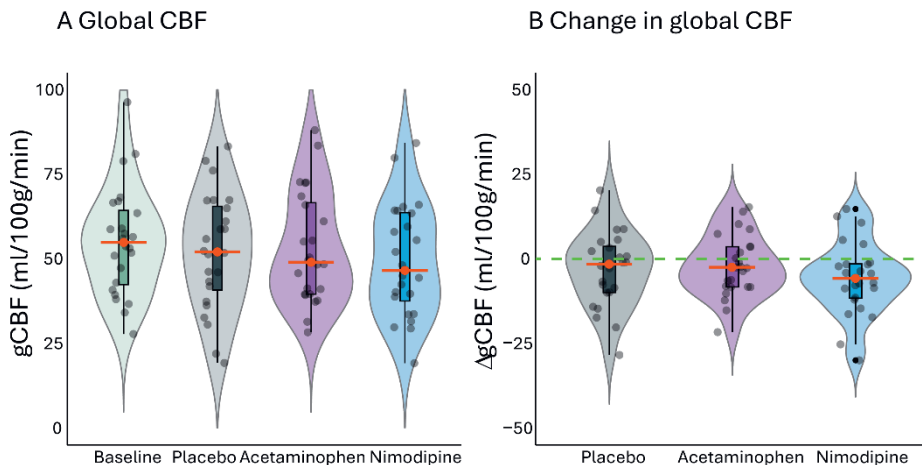 A Global CBF
B Change in global CBF
gCBF (ml/100g/min)
100
75
50
25
0
Baseline Placebo Acetaminophen Nimodipine
ΔgCBF (ml/100g/min)
50
25
0
−25
−50
Placebo Acetaminophen Nimodipine